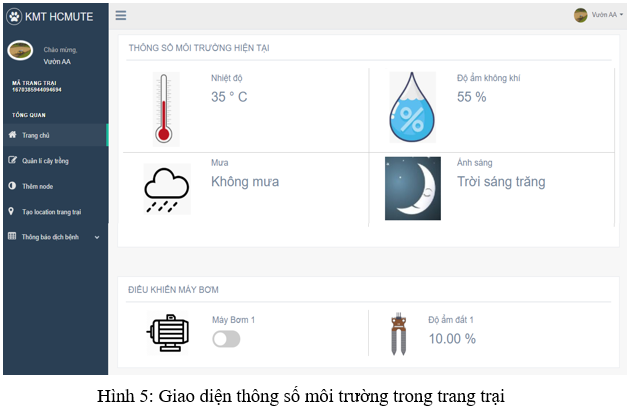 KMT HCMUTE
Vườn AA
Chào mừng,
Vườn AA
MÃ TRANG TRẠI
1670385944094694
TỔNG QUAN
Trang chủ
Quản lí cây trồng
Thêm node
Tạo location trang trại
Thông báo dịch bệnh
THÔNG SỐ MÔI TRƯỜNG HIỆN TẠI
Nhiệt độ
35 ° C
Độ ẩm không khí
55 %
Mưa
Không mưa
Ánh sáng
Trời sáng trăng
ĐIỀU KHIỂN MÁY BƠM
Máy Bơm 1
Độ ẩm đất 1
10.00 %
Hình 5: Giao diện thông số môi trường trong trang trại